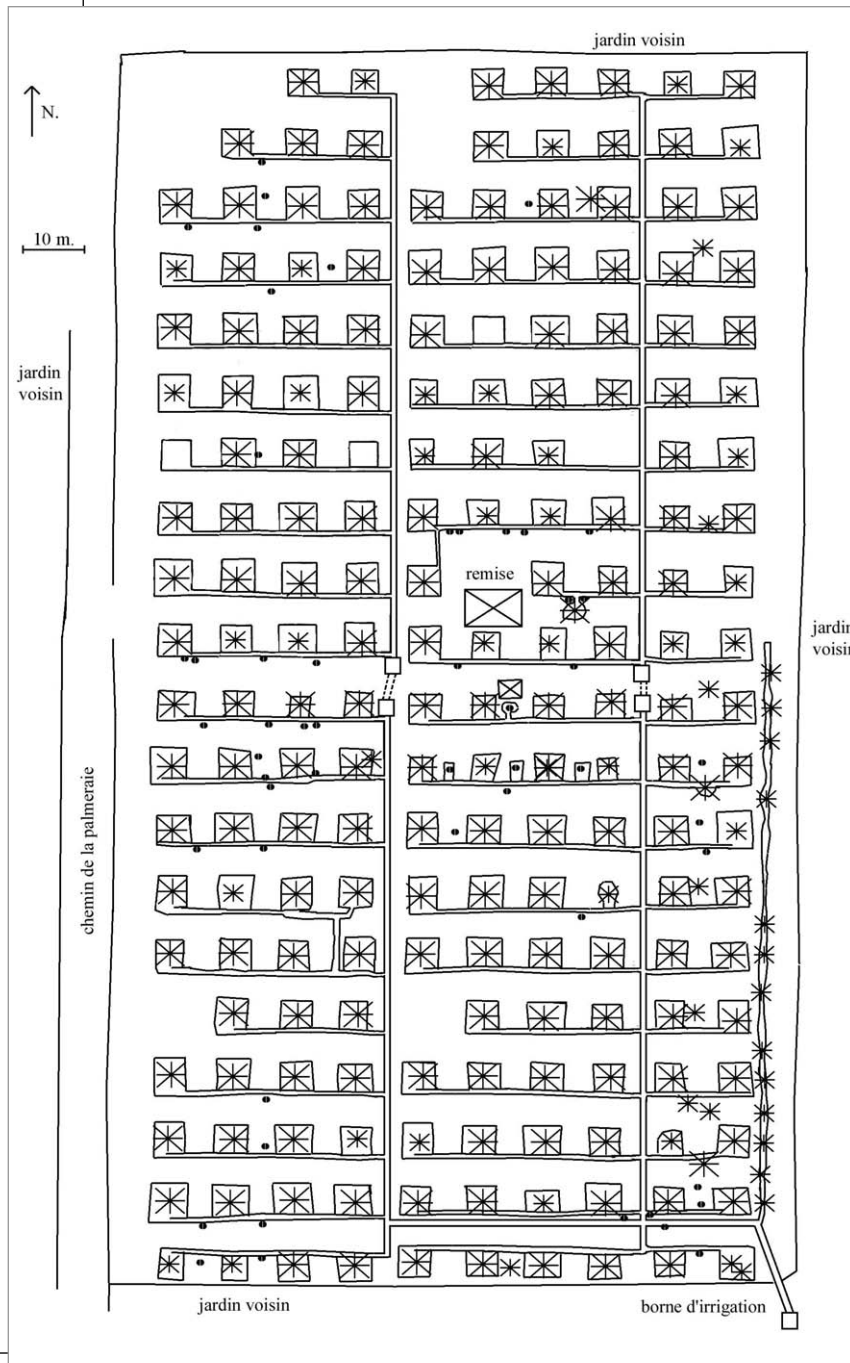 jardin voisin
N.
10 m.
jardin
voisin
remise
jardin
voisin
chemin de la palmeraie
jardin voisin
borne d'irrigation